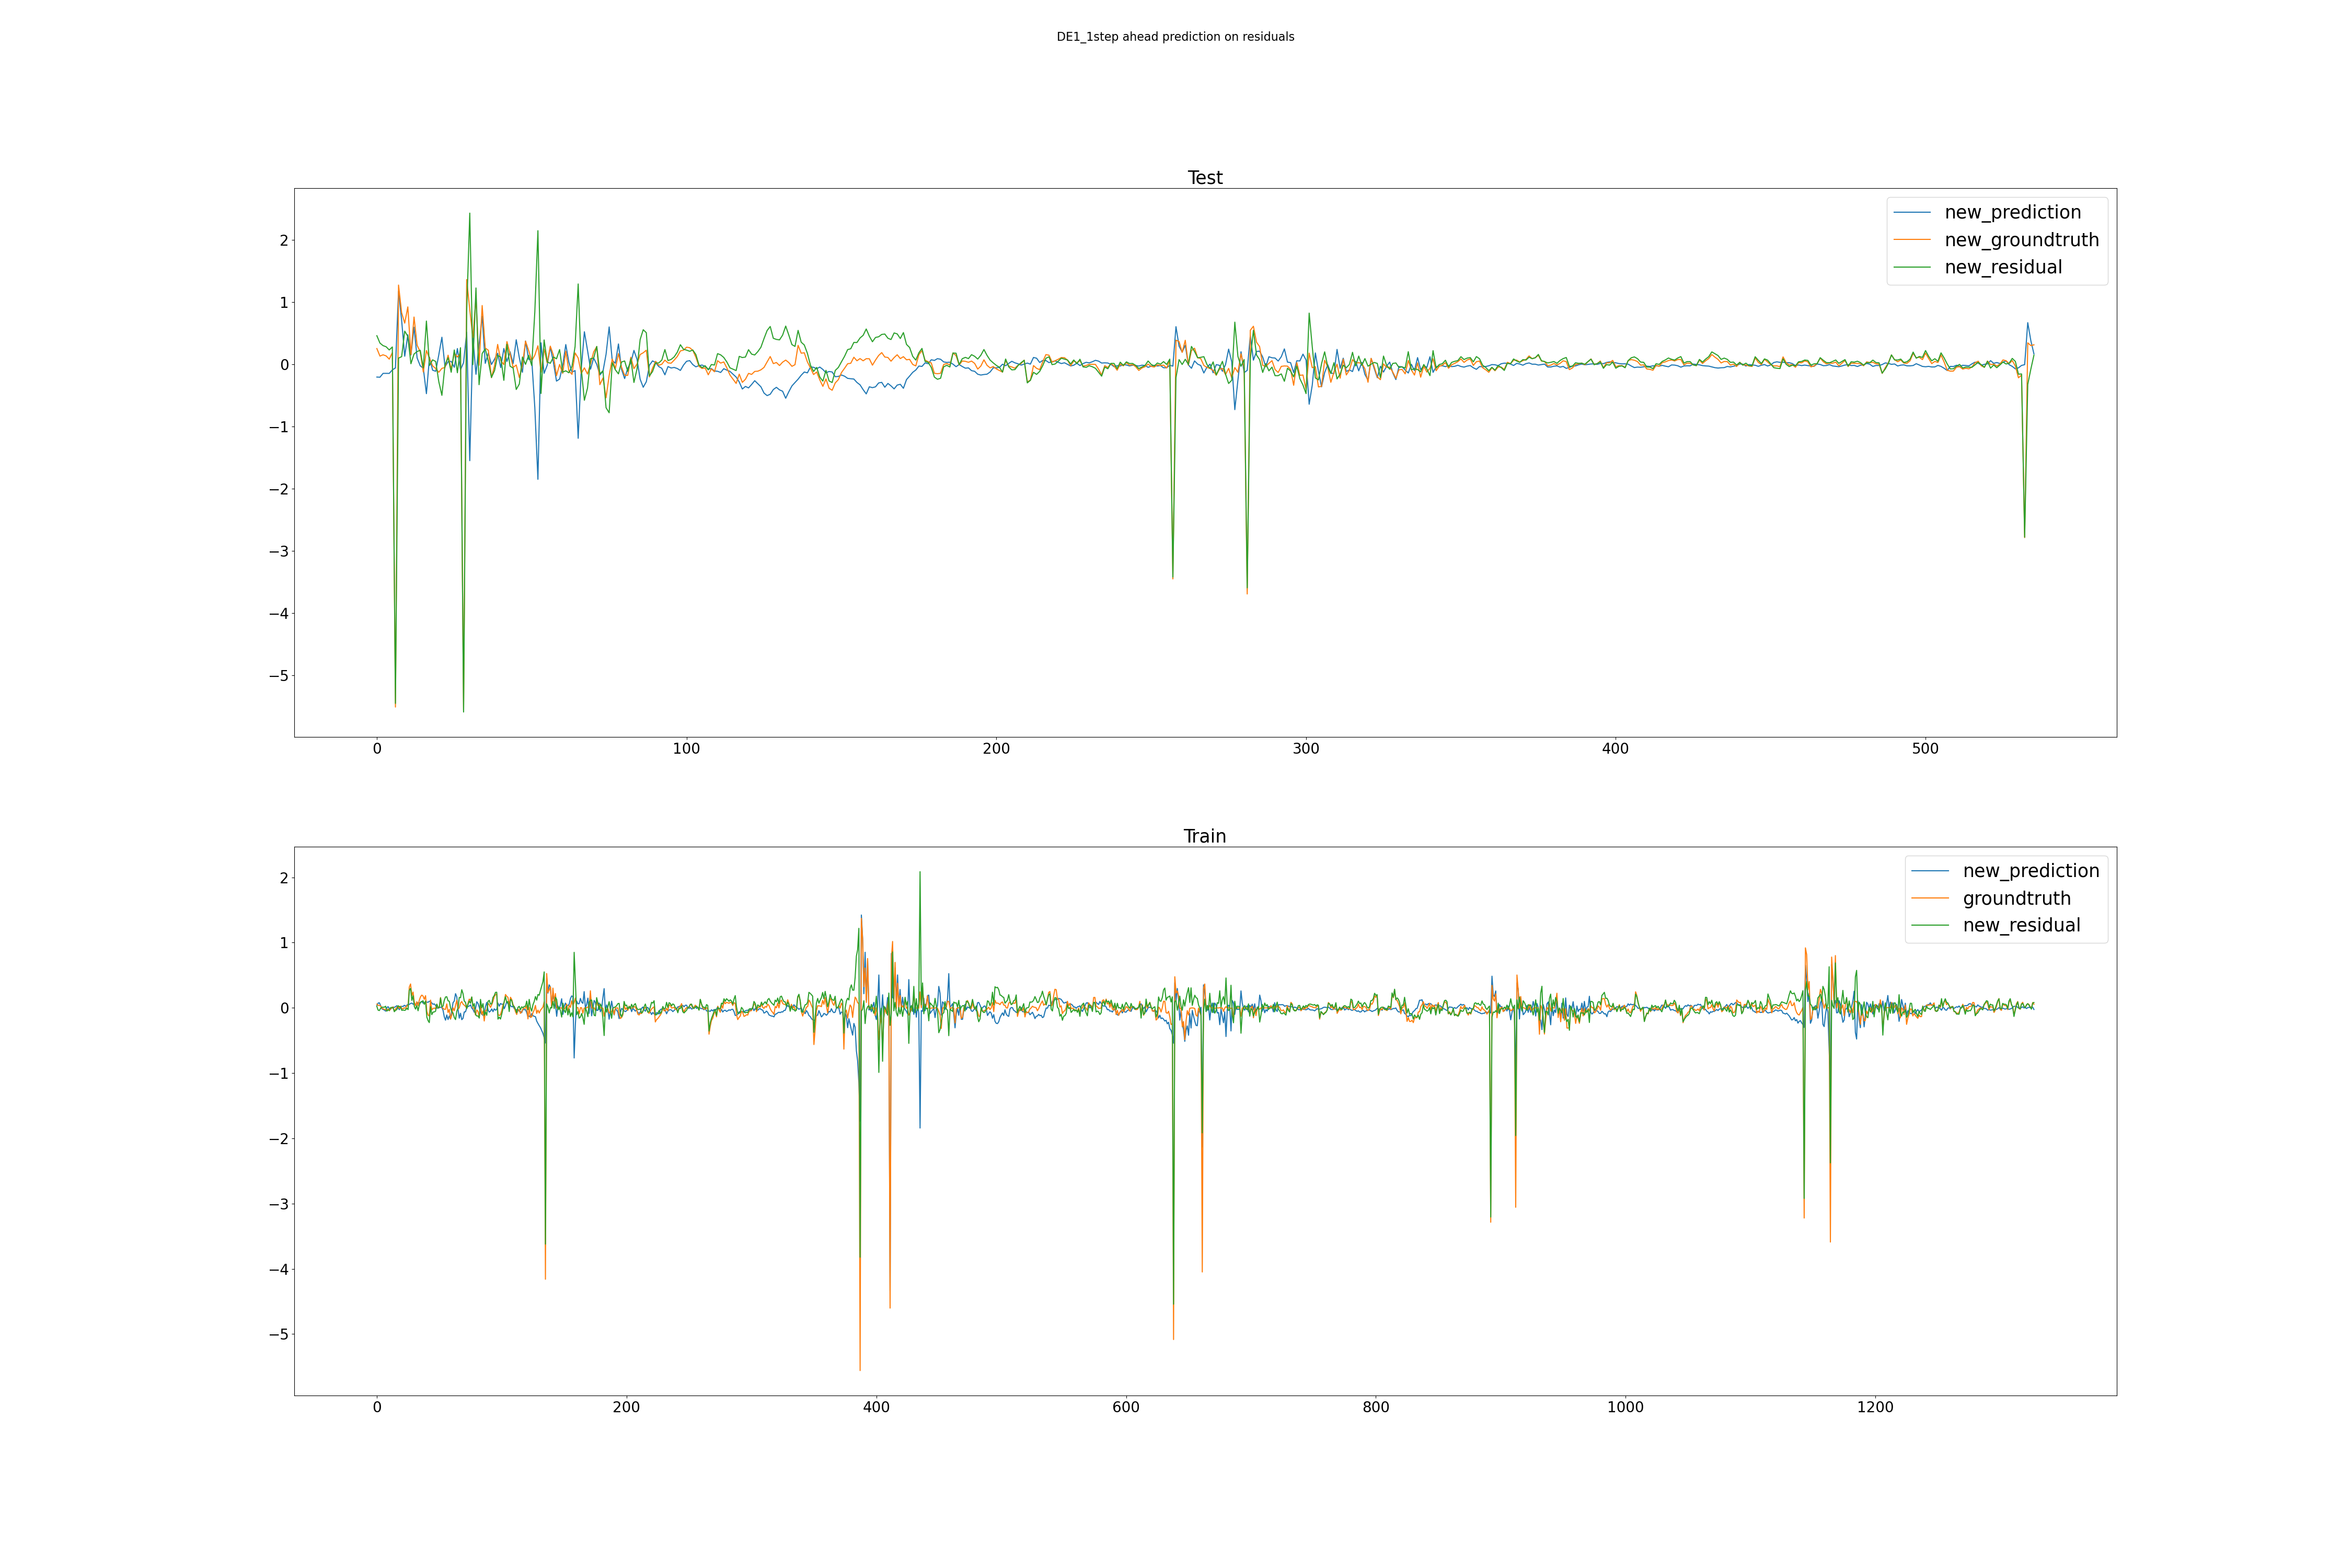 DE1_1step ahead prediction on residuals
Test
new_prediction
new_groundtruth
new_residual
2
1
0
−1
−2
−3
−4
−5
0 100 200 300 400 500
Train
new_prediction
groundtruth
new_residual
2
1
0
−1
−2
−3
−4
−5
0 200 400 600 800 1000 1200